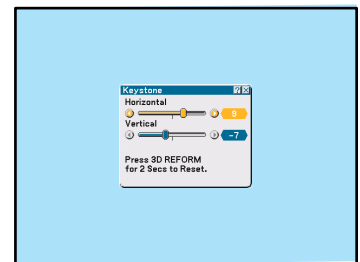 Keystone
Horizontal
9
Vertical
-7
Press 3D REFORM
for 2 Secs to Reset.